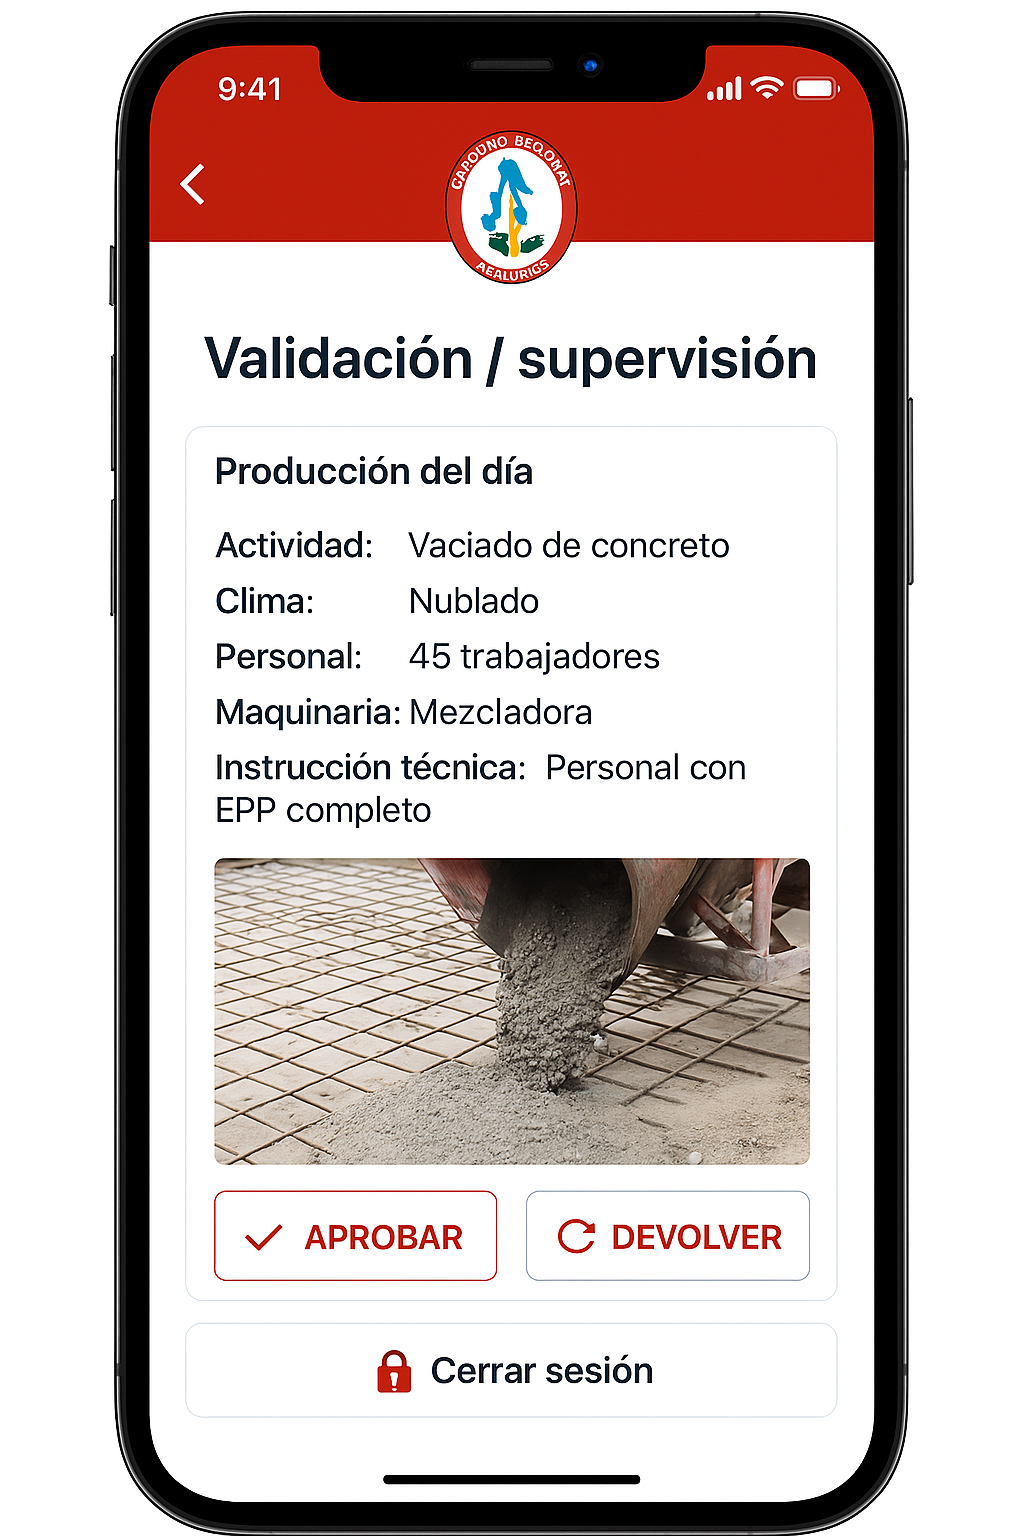 9:41
GAPODNO BEQOMAT
AEALURIGS
Validación / supervisión
Producción del día
Actividad: Vaciado de concreto
Clima: Nublado
Personal: 45 trabajadores
Maquinaria: Mezcladora
Instrucción técnica: Personal con
EPP completo
APROBAR
DEVOLVER
Cerrar sesión